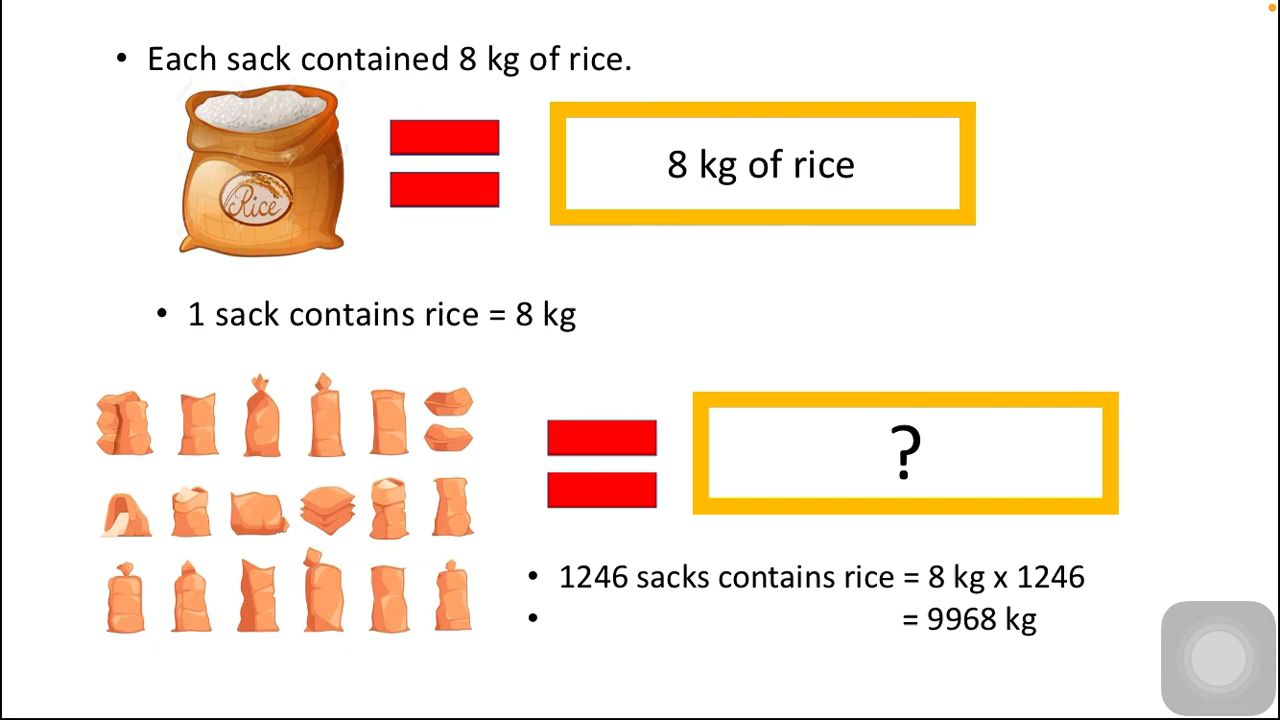 • Each sack contained 8 kg of rice.
Rice
8 kg of rice
• 1 sack contains rice = 8 kg
?
• 1246 sacks contains rice = 8 kg x 1246
• = 9968 kg